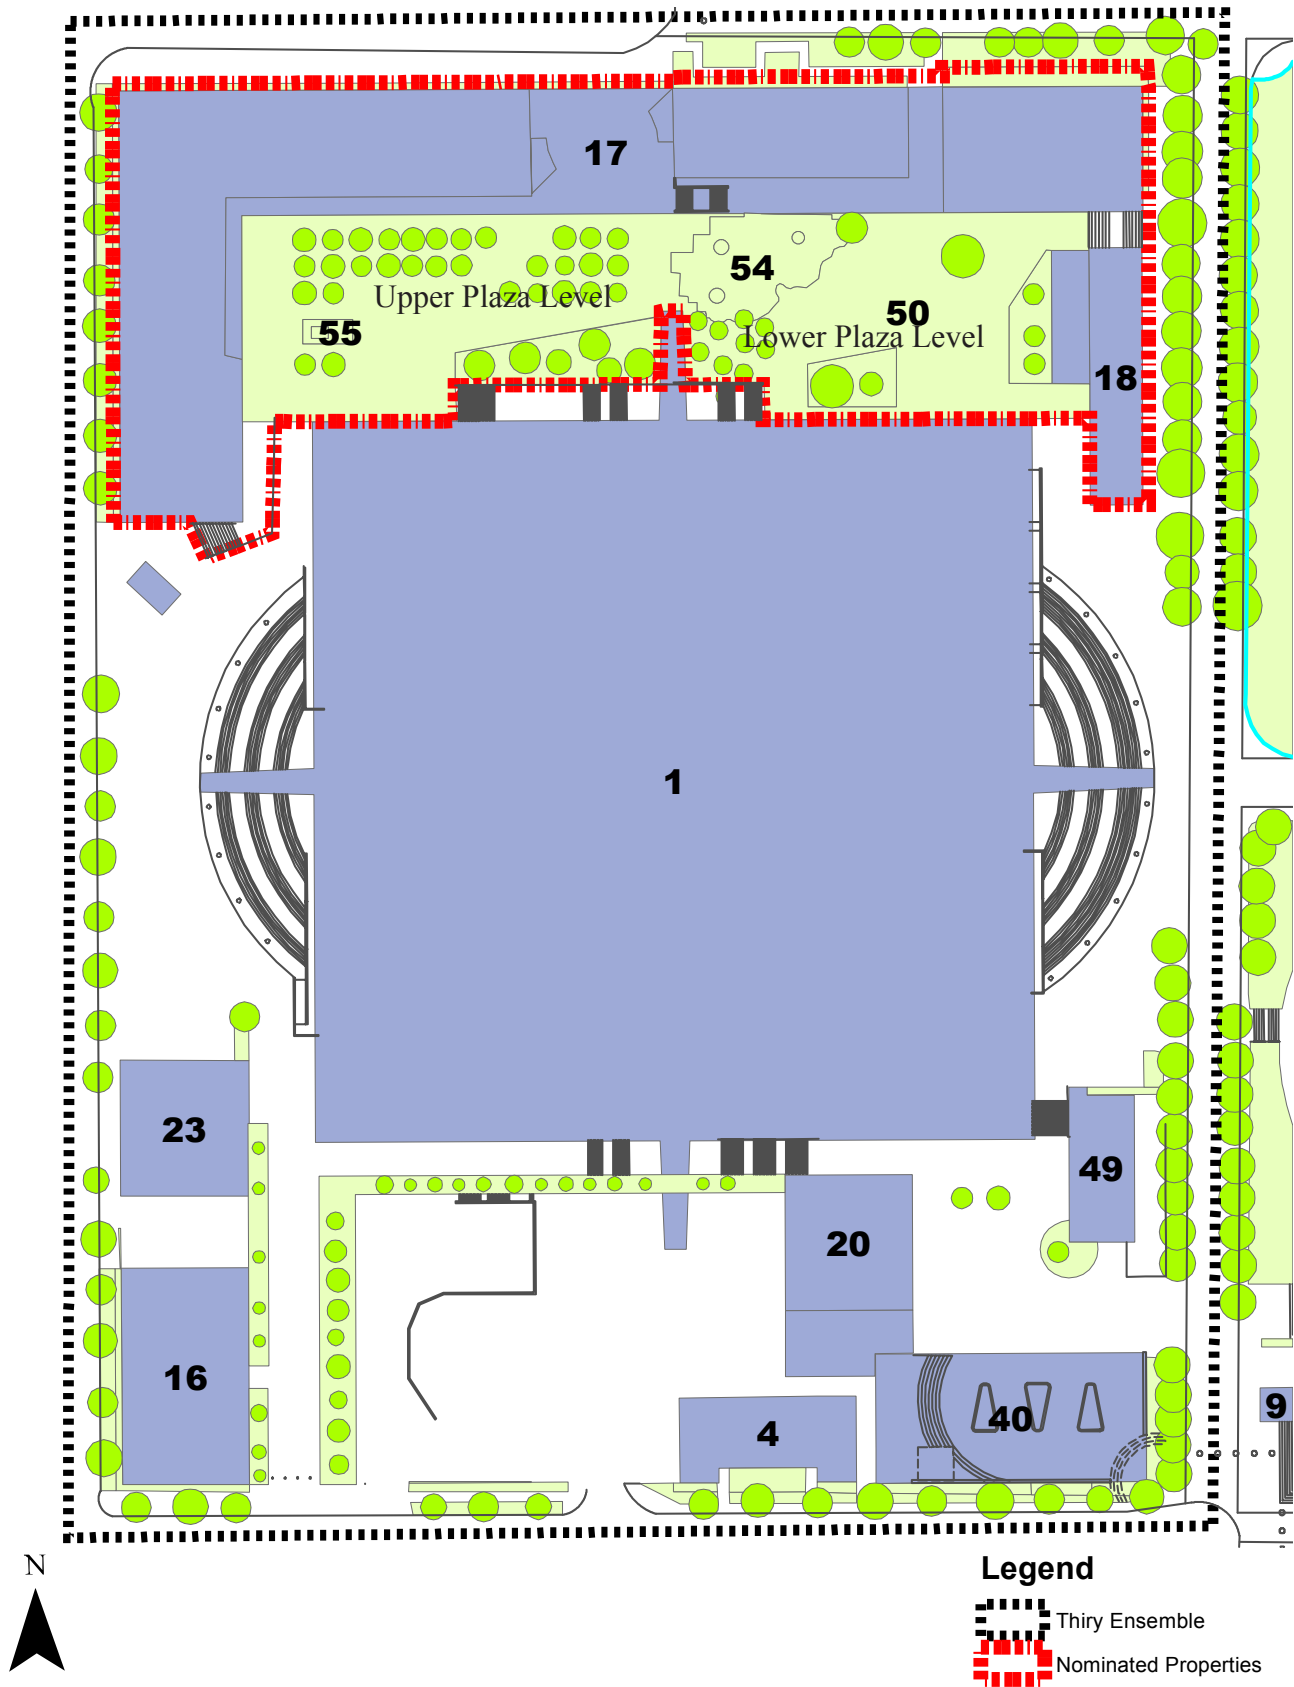 17
54
Upper Plaza Level
50
55
Lower Plaza Level
18
1
23
49
20
16
40
9
4
N
Legend
Thiry Ensemble
Nominated Properties